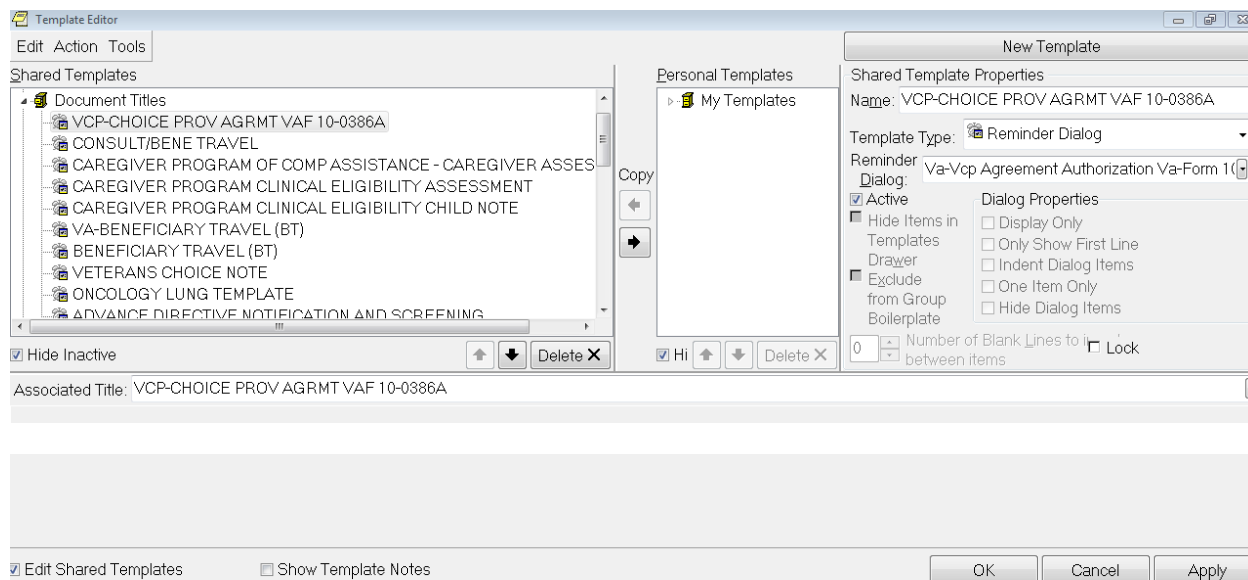 Template Editor
Edit Action Tools
New Template
Shared Templates
Document Titles
VCP-CHOICE PROV AGRMT VAF 10-0386A
CONSULT/BENE TRAVEL
CAREGIVER PROGRAM OF COMP ASSISTANCE - CAREGIVER ASSES
CAREGIVER PROGRAM CLINICAL ELIGIBILITY ASSESSMENT
CAREGIVER PROGRAM CLINICAL ELIGIBILITY CHILD NOTE
VA-BENEFICIARY TRAVEL (BT)
BENEFICIARY TRAVEL (BT)
VETERANS CHOICE NOTE
ONCOLOGY LUNG TEMPLATE
ADVANCE DIRECTIVE NOTIFICATION AND SCREENING
Hide Inactive
Delete
Copy
Personal Templates
My Templates
Hi
Delete
Shared Template Properties
Name: VCP-CHOICE PROV AGRMT VAF 10-0386A
Template Type: Reminder Dialog
Reminder
Dialog: Va-Vcp Agreement Authorization Va-Form 1(
Active
Hide Items in
Templates
Drawer
Exclude
from Group
Boilerplate
Dialog Properties
Display Only
Only Show First Line
Indent Dialog Items
One Item Only
Hide Dialog Items
0 Number of Blank Lines to
between items
Lock
Associated Title: VCP-CHOICE PROV AGRMT VAF 10-0386A
Edit Shared Templates
Show Template Notes
OK
Cancel
Apply